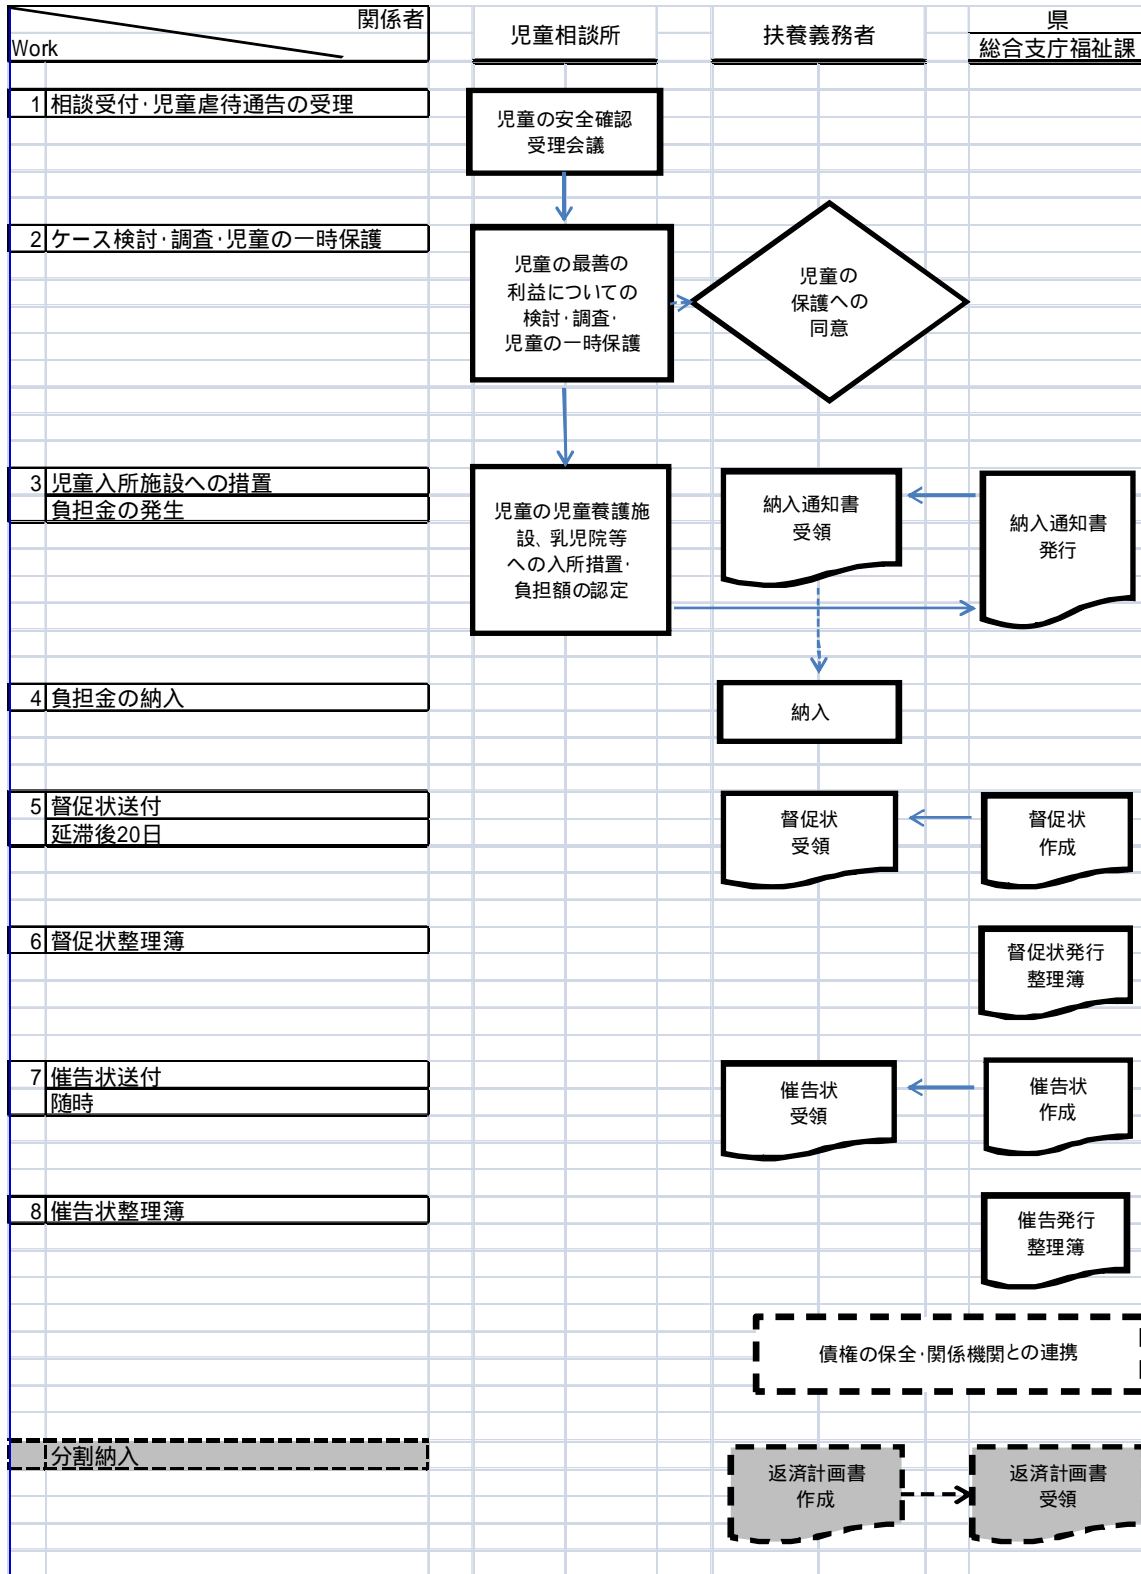 関係者
Work
児童相談所
扶養義務者
県
総合支庁福祉課
1 相談受付・児童虐待通告の受理
児童の安全確認
受理会議
2 ケース検討・調査・児童の一時保護
児童の最善の
利益についての
検討・調査・
児童の一時保護
児童の
保護への
同意
3 児童入所施設への措置
負担金の発生
児童の児童養護施
設、乳児院等
への入所措置・
負担額の認定
納入通知書
受領
納入通知書
発行
4 負担金の納入
納入
5 督促状送付
延滞後20日
督促状
受領
督促状
作成
6 督促状整理簿
督促状発行
整理簿
7 催告状送付
随時
催告状
受領
催告状
作成
8 催告状整理簿
催告発行
整理簿
債権の保全・関係機関との連携
分割納入
返済計画書
作成
返済計画書
受領